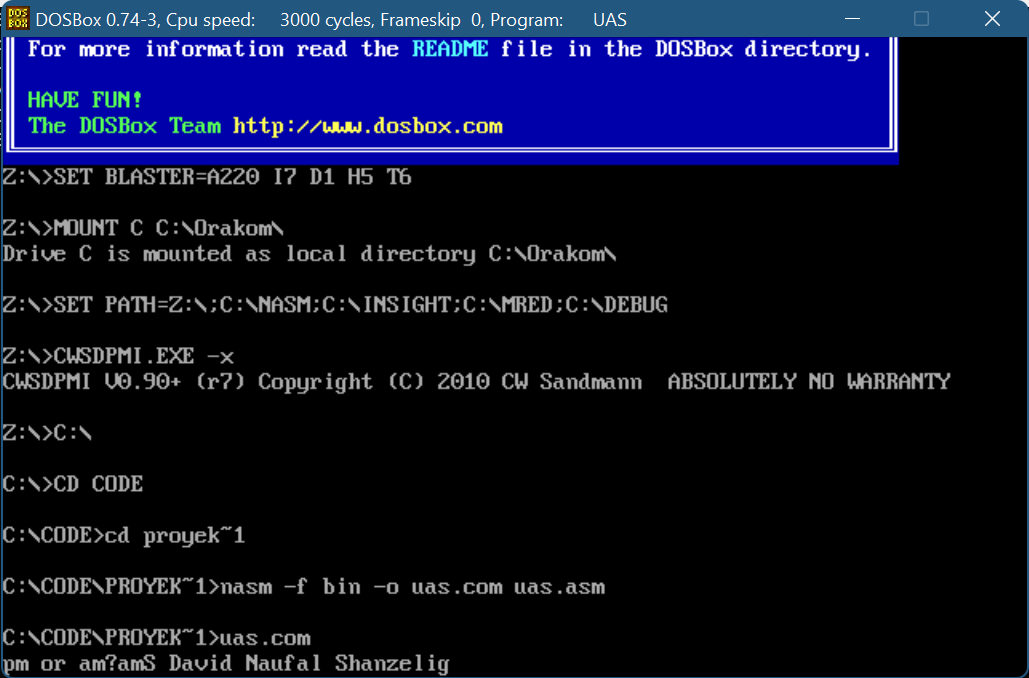 DOS BOX
DOSBox 0.74-3, Cpu speed: 3000 cycles, Frameskip 0, Program: UAS
For more information read the README file in the DOSBox directory.
HAVE FUN!
The DOSBox Team http://www.dosbox.com
Z:\>SET BLASTER=A220 I7 D1 H5 T6
Z:\>MOUNT C C:\Orakom\
Drive C is mounted as local directory C:\Orakom\
Z:\>SET PATH=Z:\;C:\NASM;C:\INSIGHT;C:\MRED;C:\DEBUG
Z:\>CWSDPMI.EXE -x
CWSDPMI V0.90+ (r7) Copyright (C) 2010 CW Sandmann  ABSOLUTELY NO WARRANTY
Z:\>C:\
C:\>CD CODE
C:\CODE>cd proyek~1
C:\CODE\PROYEK~1>nasm -f bin -o uas.com uas.asm
C:\CODE\PROYEK~1>uas.com
pm or am?amS David Naufal Shanzelig